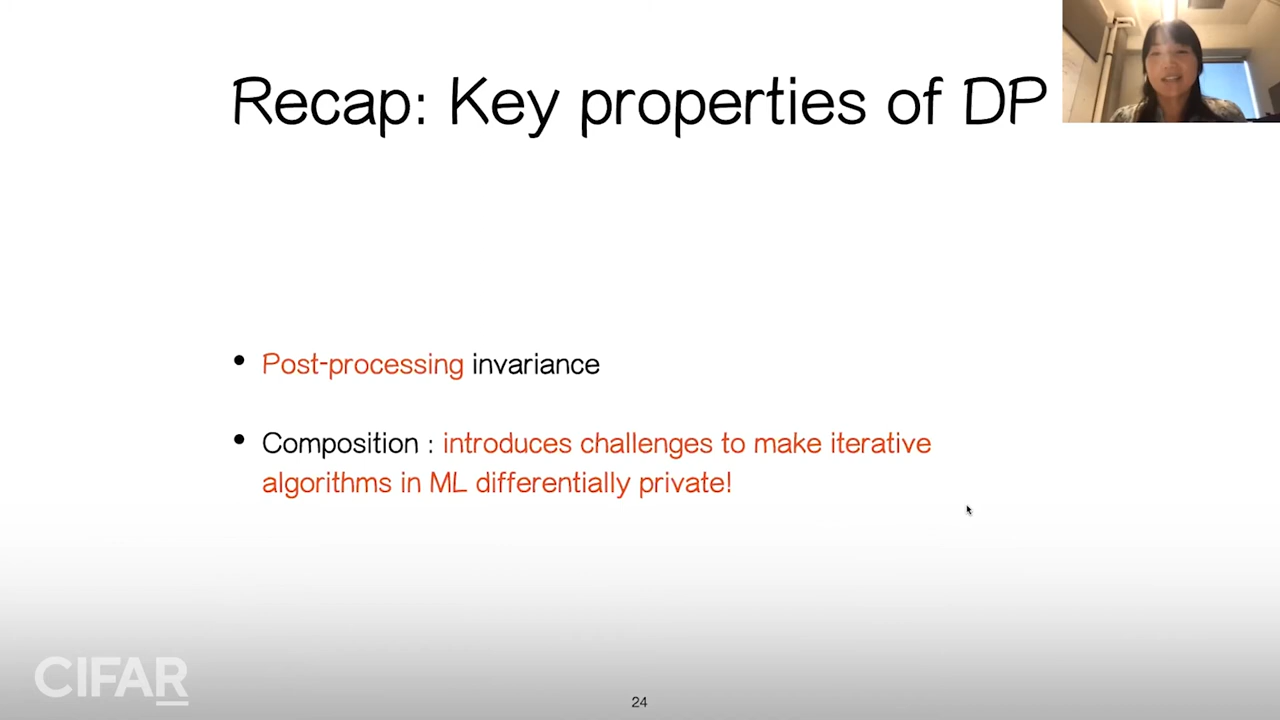 Recap: Key properties of DP
• Post-processing invariance
• Composition : introduces challenges to make iterative
algorithms in ML differentially private!
CIFAR
24